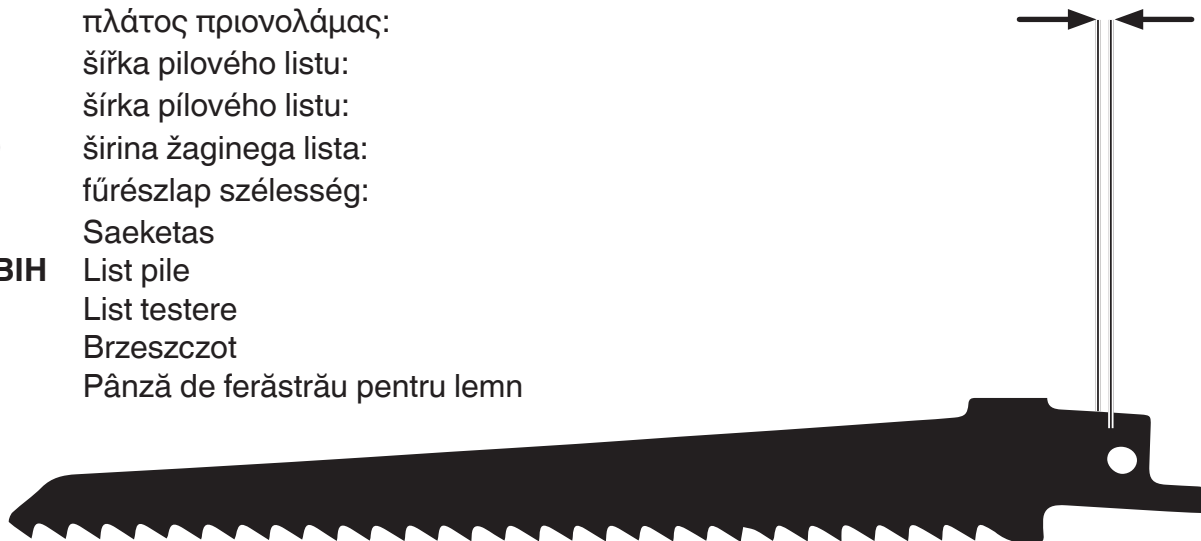 πλάτος πριονολάμας:
šířka pilového listu:
šírka pílového listu:
širina žaginega lista:
fűrészlap szélesség:
Saeketas
BIH List pile
List testere
Brzeszczot
Pânză de ferăstrău pentru lemn